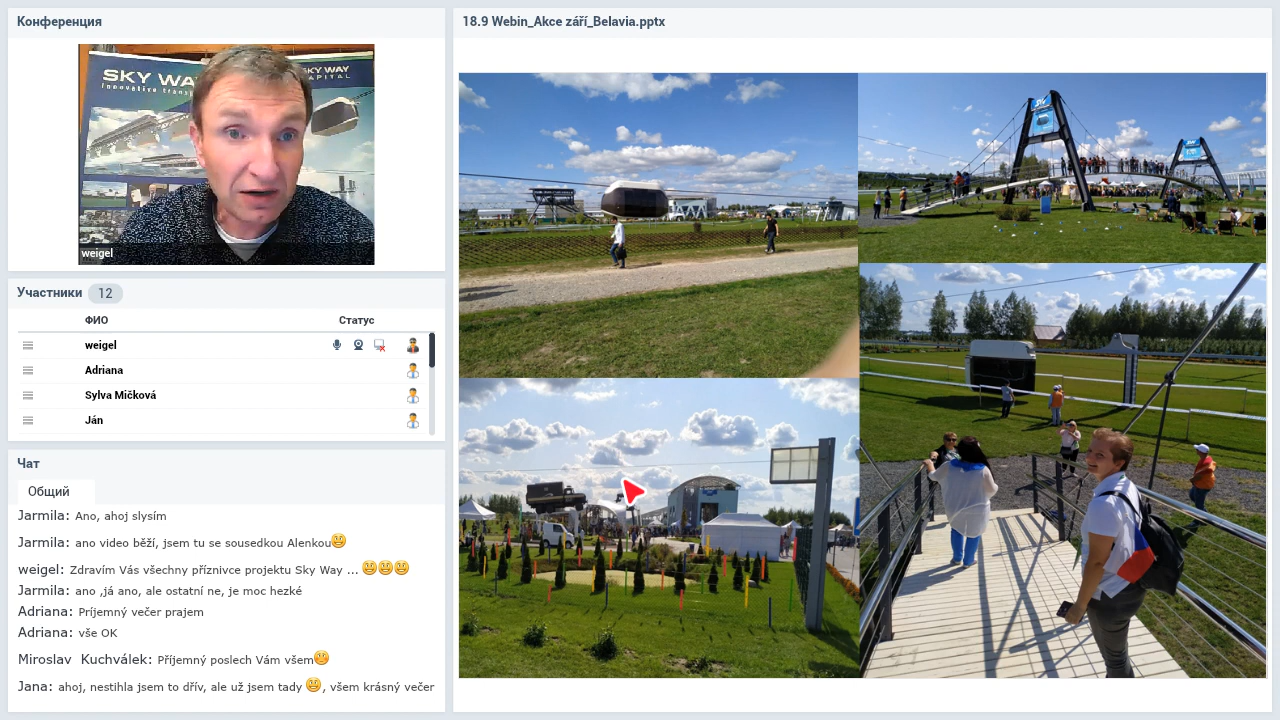 Конференция
SKY WA
KY WAY
CAPITAL
weigel
Участники 12
ФИО Статус
weigel
Adriana
Sylva Mičková
Ján
Чат
Общий
Jarmila: Ano, ahoj slysím
Jarmila: ano video běží, jsem tu se sousedkou Alenkou
weigel: Zdravím Vás všechny příznivce projektu Sky Way ...
Jarmila: ano ,já ano, ale ostatní ne, je moc hezké
Adriana: Príjemný večer prajem
Adriana: vše OK
Miroslav Kuchválek: Příjemný poslech Vám všem
Jana: ahoj, nestihla jsem to dřív, ale už jsem tady , všem krásný večer
18.9 Webin_Akce září_Belavia.pptx